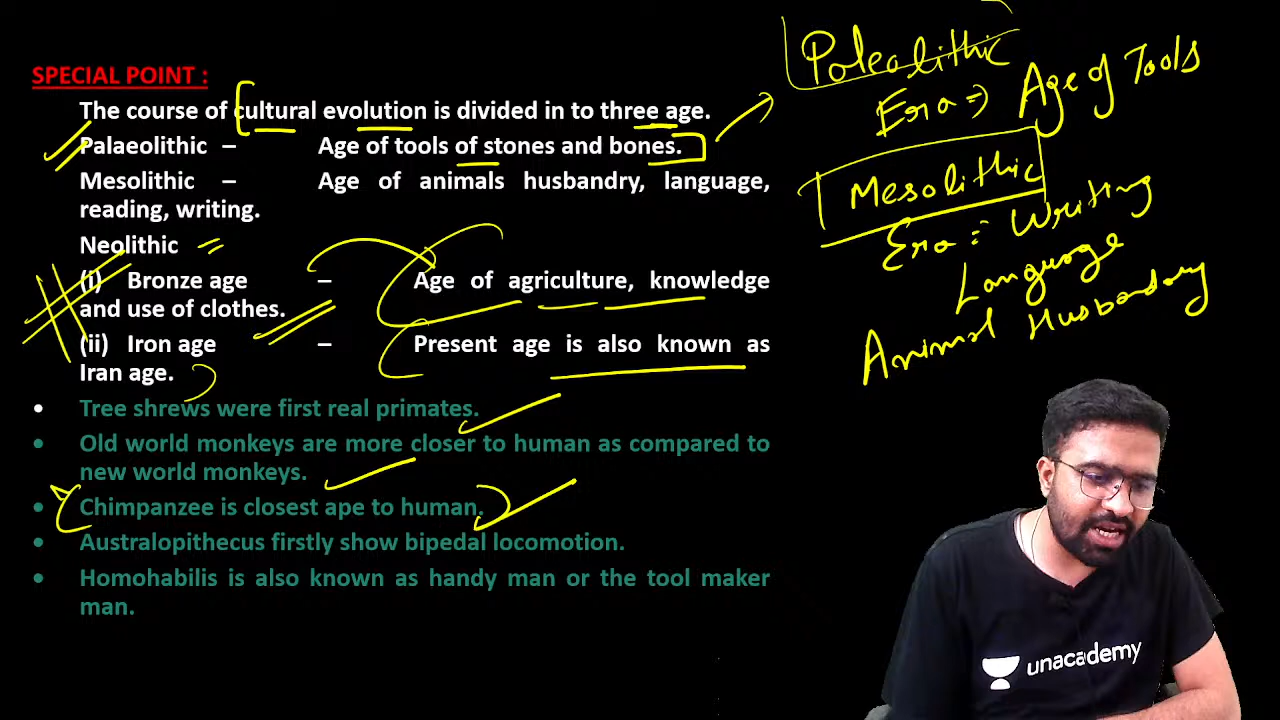 SPECIAL POINT :
The course of cultural evolution is divided in to three age.
Palaeolithic – Age of tools of stones and bones.
Mesolithic – Age of animals husbandry, language,
reading, writing.
Neolithic
(i) Bronze age – Age of agriculture, knowledge
and use of clothes.
(ii) Iron age – Present age is also known as
Iran age.
• Tree shrews were first real primates.
• Old world monkeys are more closer to human as compared to
new world monkeys.
• Chimpanzee is closest ape to human.
• Australopithecus firstly show bipedal locomotion.
• Homohabilis is also known as handy man or the tool maker
man.
Paleolithic
Era => Age of Tools
Mesolithic
Era =: Writing
Language
Animal Husbandary
unacademy